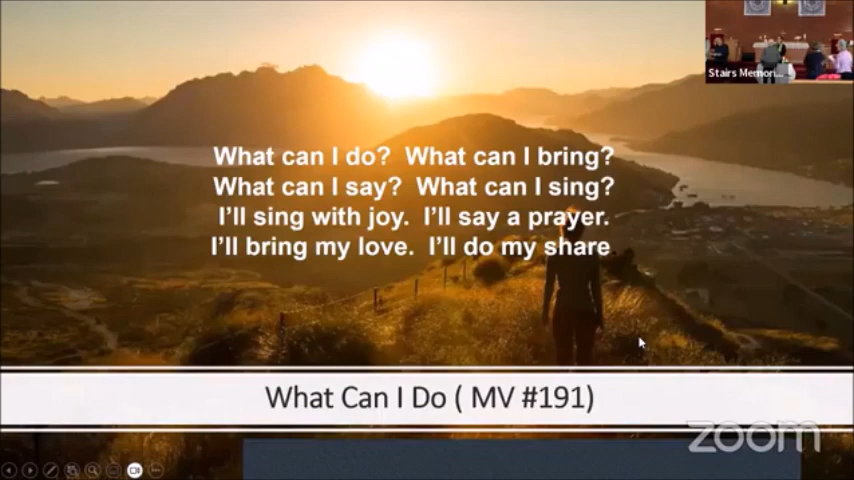 Stairs Memori...
What can I do? What can I bring?
What can I say? What can I sing?
I'll sing with joy. I'll say a prayer.
I'll bring my love. I'll do my share
What Can I Do ( MV #191)
zoom